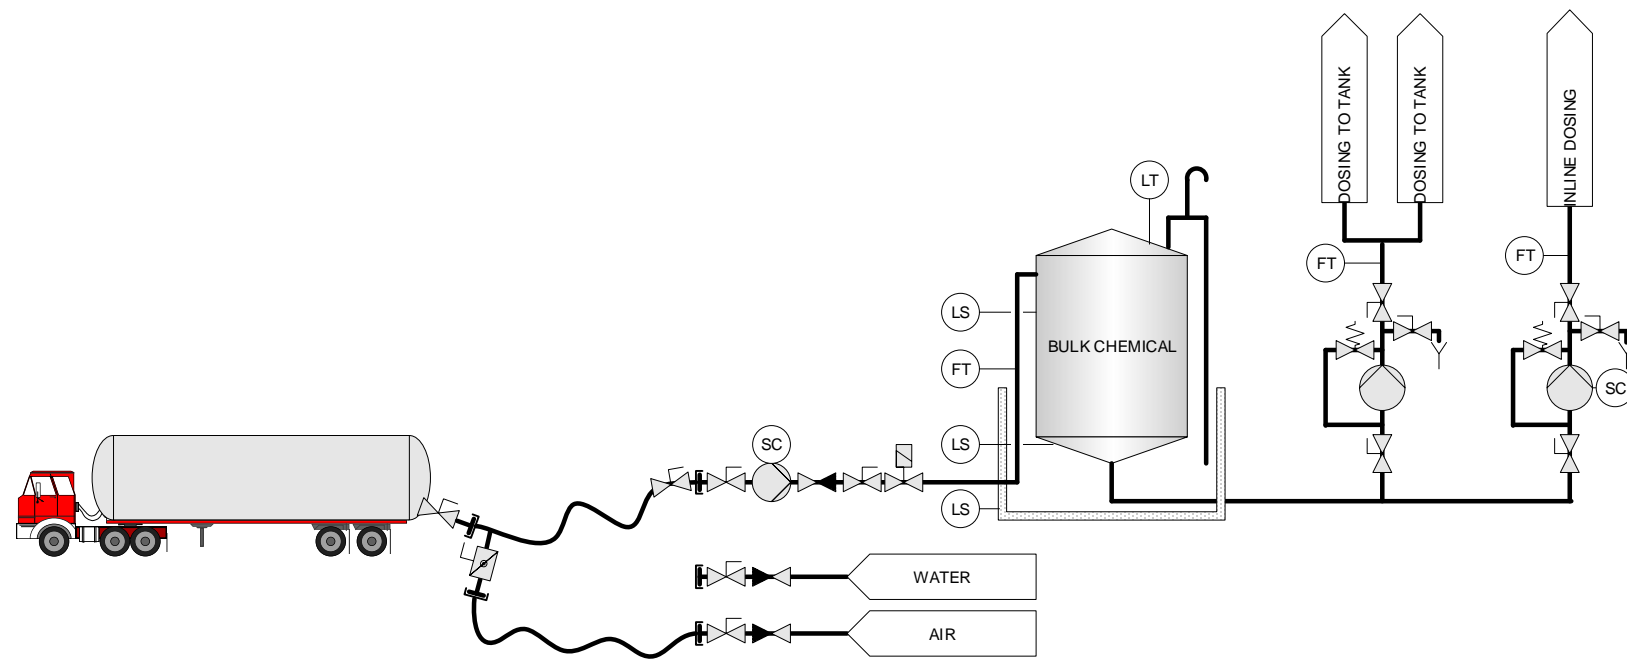 DOSING TO TANK
DOSING TO TANK
INLINE DOSING
LT
FT
FT
LS
BULK CHEMICAL
FT
SC
SC
LS
LS
WATER
AIR